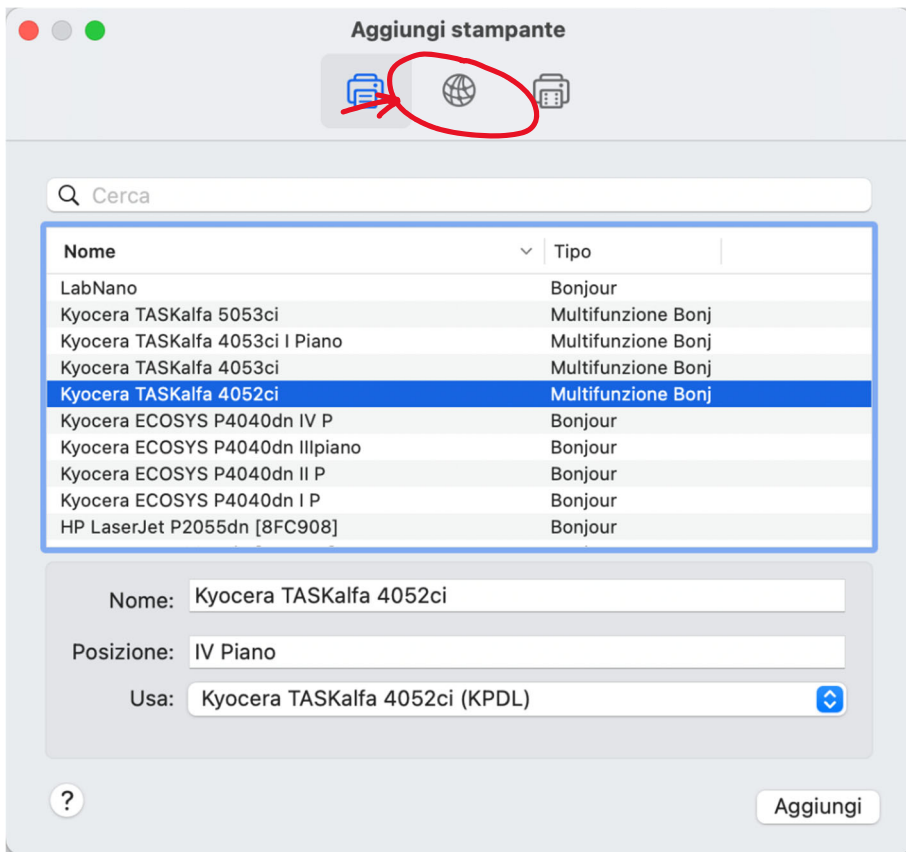 Aggiungi stampante
Cerca
Nome Tipo
LabNano Bonjour
Kyocera TASKalfa 5053ci Multifunzione Bonj
Kyocera TASKalfa 4053ci I Piano Multifunzione Bonj
Kyocera TASKalfa 4053ci Multifunzione Bonj
Kyocera TASKalfa 4052ci Multifunzione Bonj
Kyocera ECOSYS P4040dn IV P Bonjour
Kyocera ECOSYS P4040dn IIIpiano Bonjour
Kyocera ECOSYS P4040dn II P Bonjour
Kyocera ECOSYS P4040dn I P Bonjour
HP LaserJet P2055dn [8FC908] Bonjour
Nome: Kyocera TASKalfa 4052ci
Posizione: IV Piano
Usa: Kyocera TASKalfa 4052ci (KPDL)
? Aggiungi